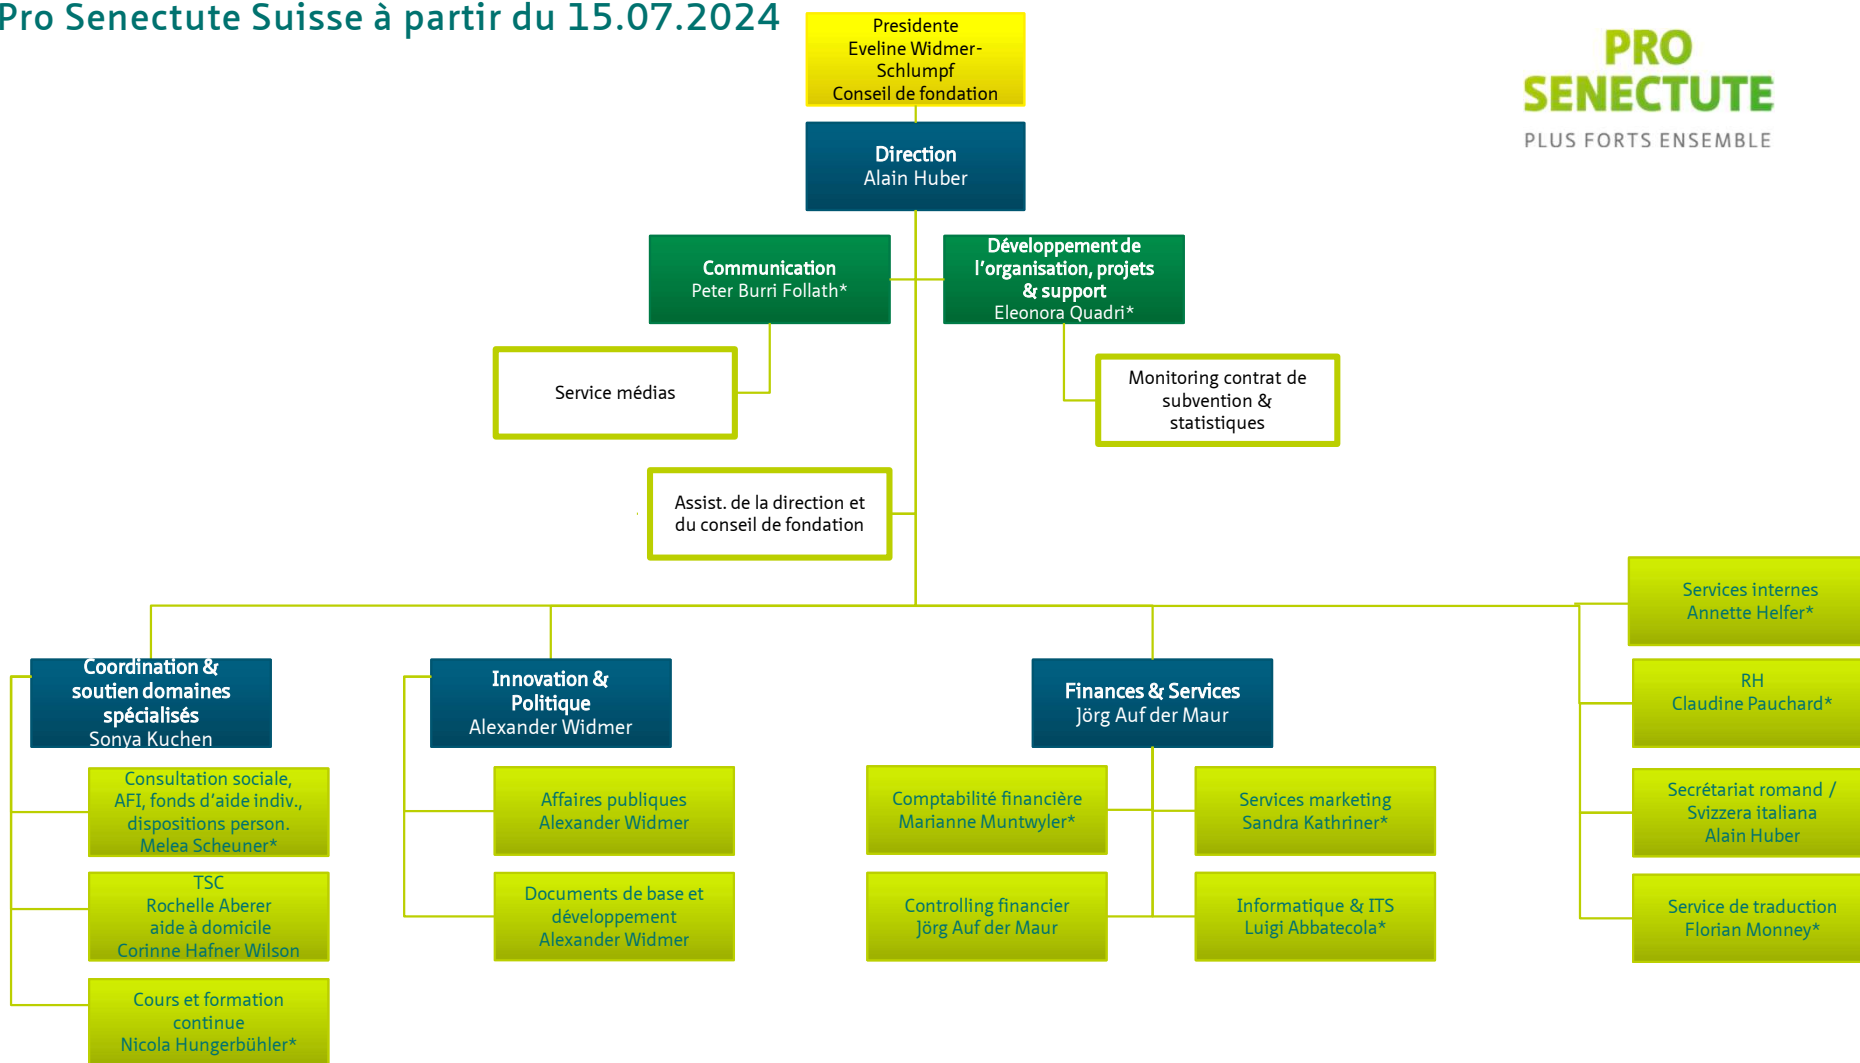 Pro Senectute Suisse à partir du 15.07.2024
PRO
SENECTUTE
PLUS FORTS ENSEMBLE
Presidente
Eveline Widmer-
Schlumpf
Conseil de fondation
Direction
Alain Huber
Communication
Peter Burri Follath*
Développement de
l'organisation, projets
& support
Eleonora Quadri*
Service médias
Monitoring contrat de
subvention &
statistiques
Assist. de la direction et
du conseil de fondation
Services internes
Annette Helfer*
Coordination &
soutien domaines
spécialisés
Sonya Kuchen
Innovation &
Politique
Alexander Widmer
Finances & Services
Jörg Auf der Maur
RH
Claudine Pauchard*
Consultation sociale,
AFI, fonds d'aide indiv.,
dispositions person.
Melea Scheuner*
Affaires publiques
Alexander Widmer
Comptabilité financière
Marianne Muntwyler*
Services marketing
Sandra Kathriner*
Secrétariat romand /
Svizzera italiana
Alain Huber
TSC
Rochelle Aberer
aide à domicile
Corinne Hafner Wilson
Documents de base et
développement
Alexander Widmer
Controlling financier
Jörg Auf der Maur
Informatique & ITS
Luigi Abbatecola*
Service de traduction
Florian Monney*
Cours et formation
continue
Nicola Hungerbühler*